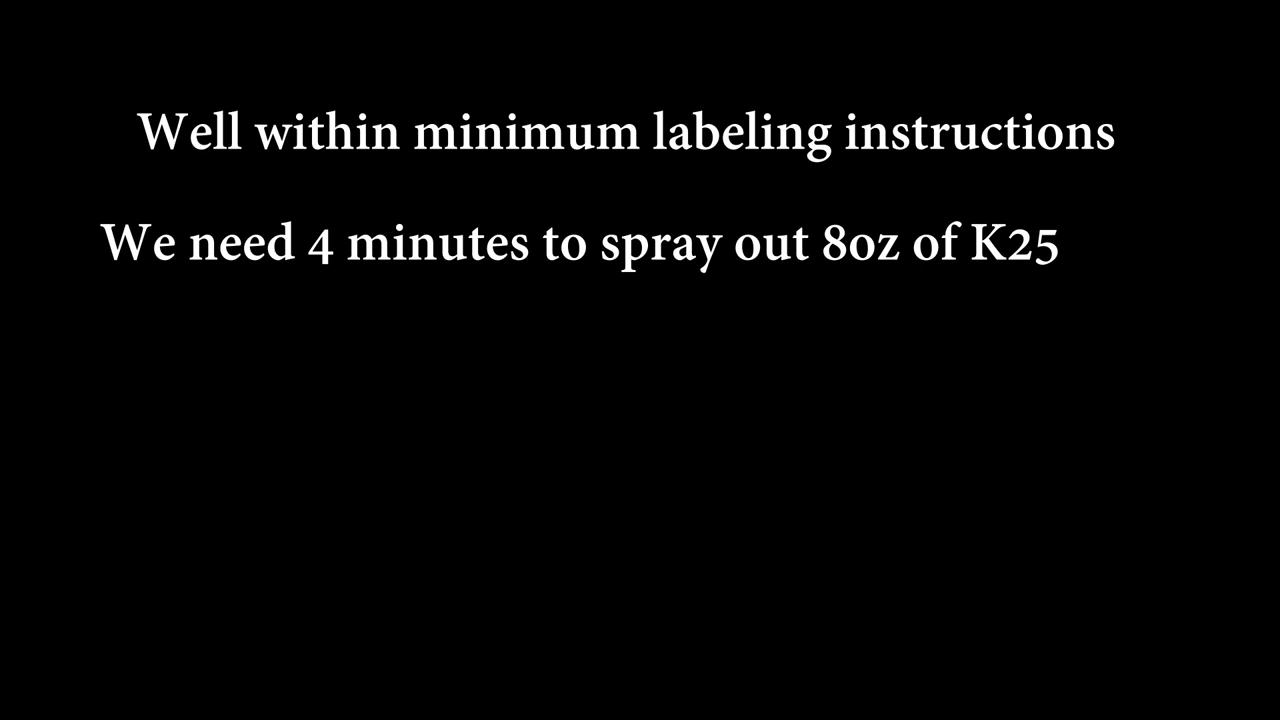 Well within minimum labeling instructions
We need 4 minutes to spray out 8oz of K25